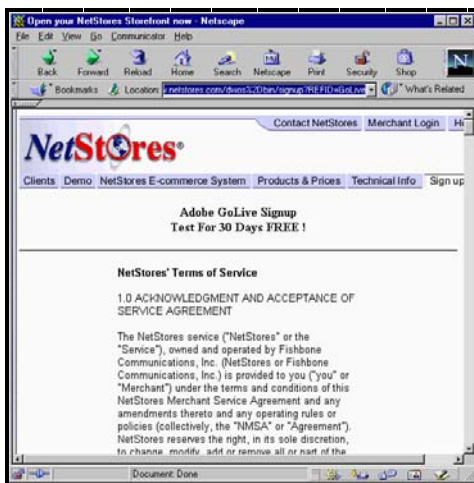 Open your NetStores Storefront now - Netscape
File Edit View Go Communicator Help
Back Forward Reload Home Search Netscape Print Security Shop
Bookmarks Location: netstores.com/dwos%2Dbin/signup?REFID=GoLive What's Related
Contact NetStores Merchant Login
NetStores®
Clients Demo NetStores E-commerce System Products & Prices Technical Info Sign up
Adobe GoLive Signup
Test For 30 Days FREE !
NetStores' Terms of Service
1.0 ACKNOWLEDGMENT AND ACCEPTANCE OF
SERVICE AGREEMENT
The NetStores service ("NetStores" or the
"Service"), owned and operated by Fishbone
Communications, Inc. (NetStores or Fishbone
Communications, Inc.) is provided to you ("you" or
"Merchant") under the terms and conditions of this
NetStores Merchant Service Agreement and any
amendments thereto and any operating rules or
policies (collectively, the "NMSA" or "Agreement").
NetStores reserves the right, in its sole discretion,
to change, modify, add or remove all or part of the
Document: Done